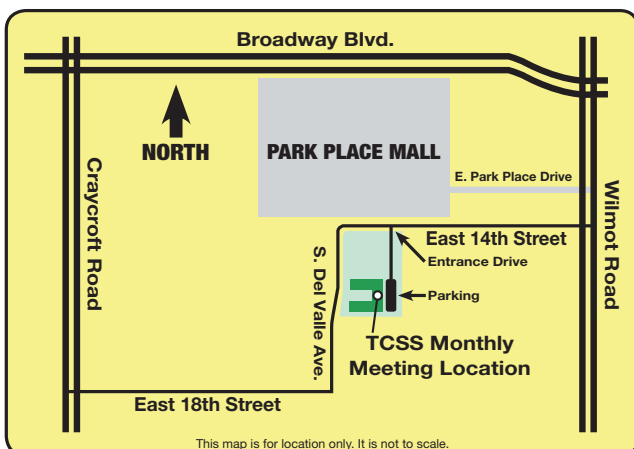 Broadway Blvd.
NORTH
PARK PLACE MALL
E. Park Place Drive
Craycroft Road
Wilmot Road
East 14th Street
Entrance Drive
S. Del Valle Ave.
Parking
TCSS Monthly
Meeting Location
East 18th Street
This map is for location only. It is not to scale.